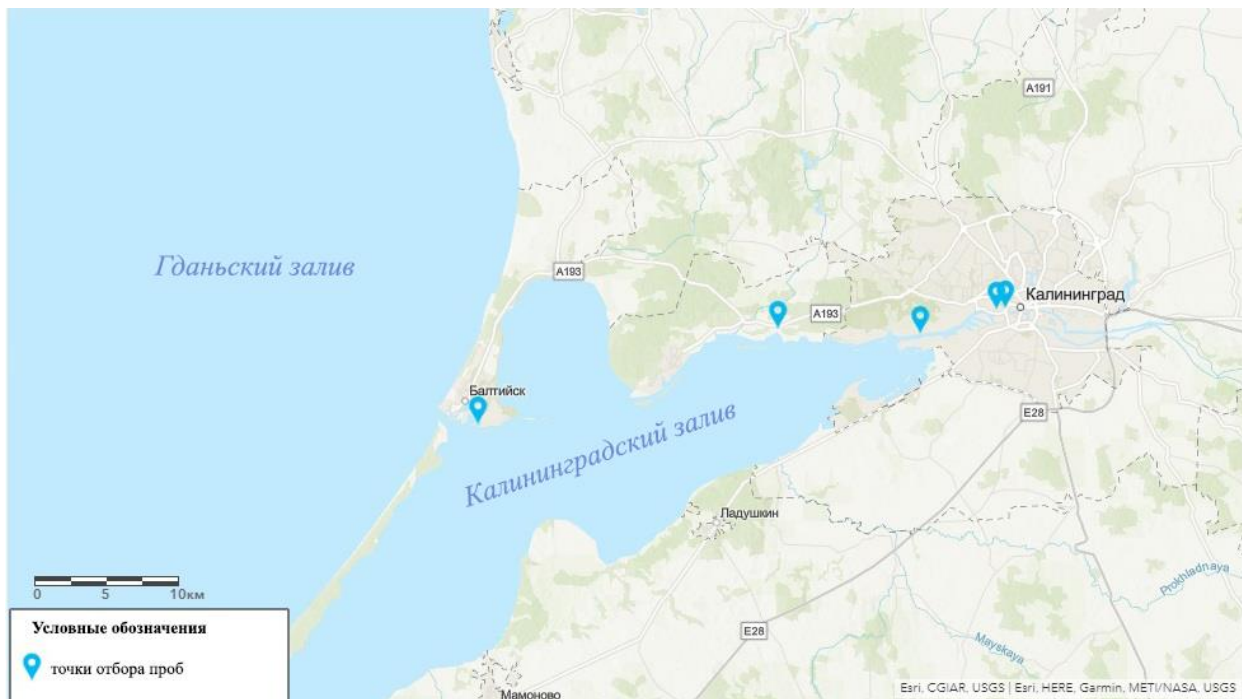 A191
Гданьский залив
A193
A193
Калининград
Балтийск
E28
Калининградский залив
Ладушкин
Prokhladnaya
0 5 10км
Условные обозначения
E28
Mayskaya
точки отбора проб
Мамоново
Esri, CGIAR, USGS | Esri, HERE, Garmin, METI/NASA, USGS